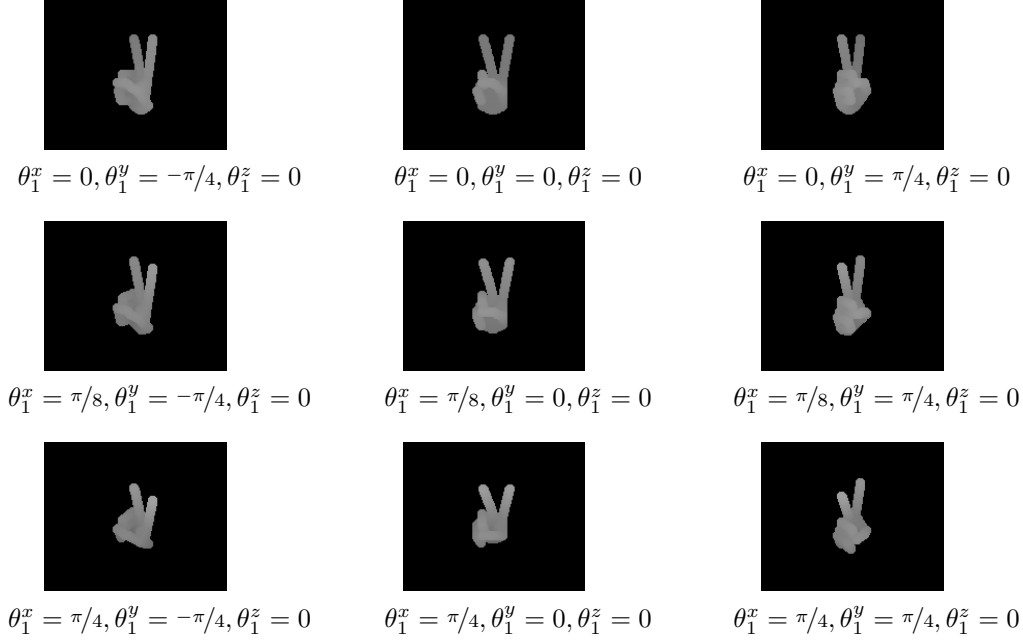 θ₁ˣ = 0, θ₁ʸ = −π/4, θ₁ᶻ = 0
θ₁ˣ = 0, θ₁ʸ = 0, θ₁ᶻ = 0
θ₁ˣ = 0, θ₁ʸ = π/4, θ₁ᶻ = 0
θ₁ˣ = π/8, θ₁ʸ = −π/4, θ₁ᶻ = 0
θ₁ˣ = π/8, θ₁ʸ = 0, θ₁ᶻ = 0
θ₁ˣ = π/8, θ₁ʸ = π/4, θ₁ᶻ = 0
θ₁ˣ = π/4, θ₁ʸ = −π/4, θ₁ᶻ = 0
θ₁ˣ = π/4, θ₁ʸ = 0, θ₁ᶻ = 0
θ₁ˣ = π/4, θ₁ʸ = π/4, θ₁ᶻ = 0